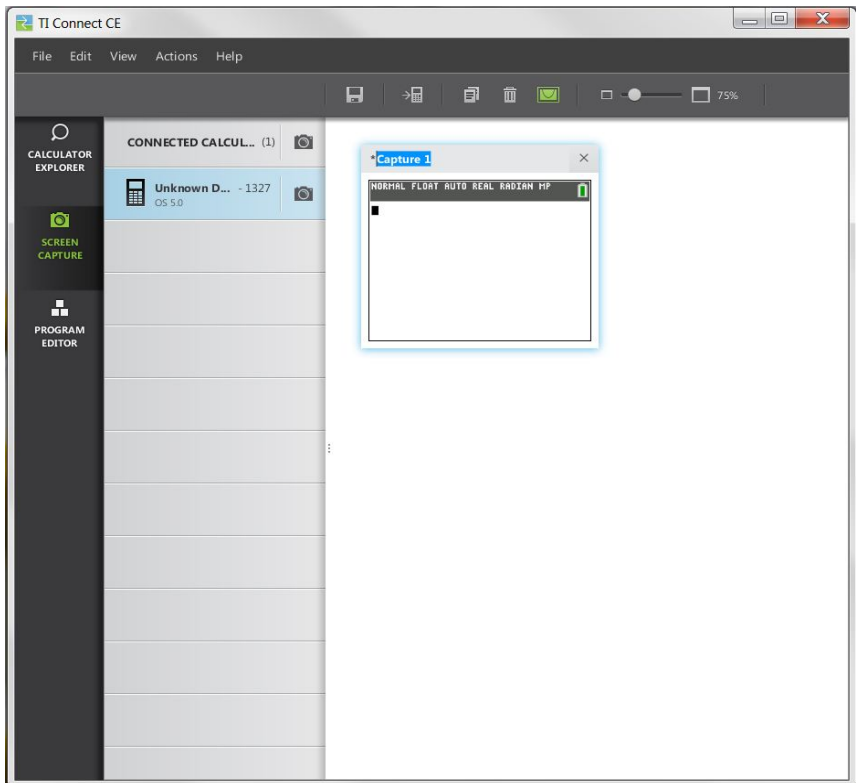 TI Connect CE
File Edit View Actions Help
75%
CALCULATOR
EXPLORER
SCREEN
CAPTURE
PROGRAM
EDITOR
CONNECTED CALCUL... (1)
Unknown D... - 1327
OS 5.0
*Capture 1
NORMAL FLOAT AUTO REAL RADIAN MP